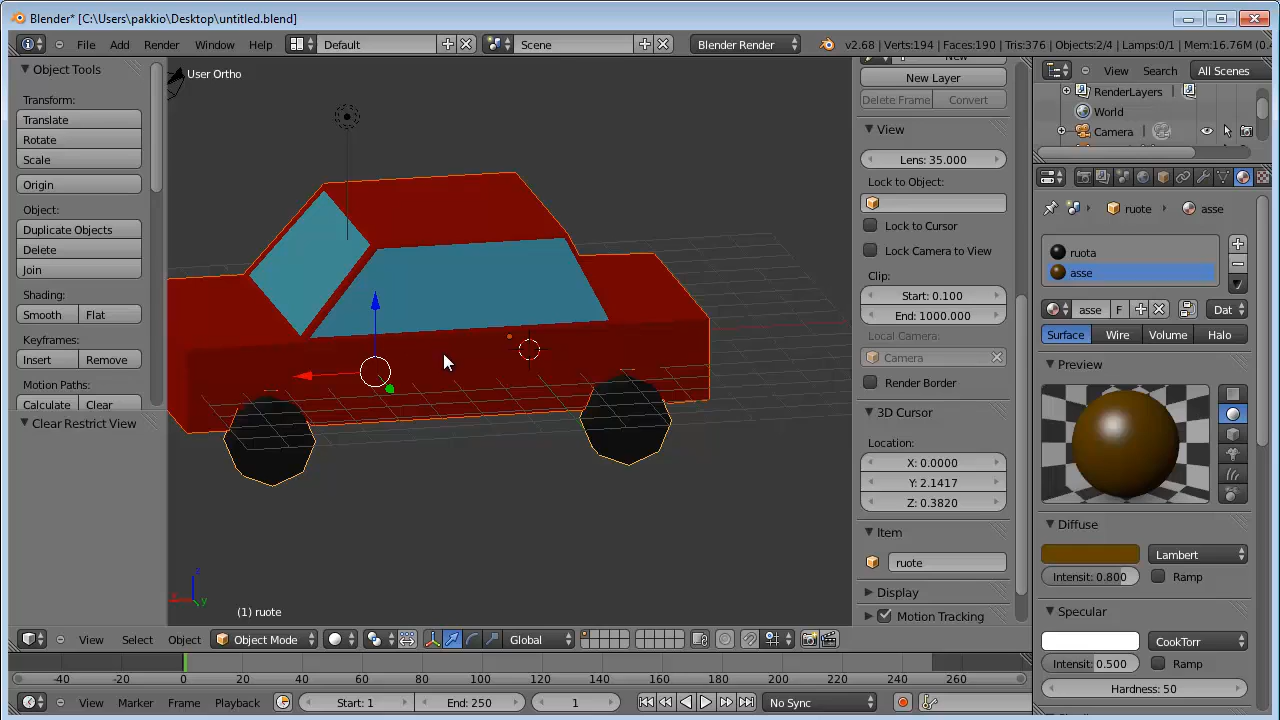 Blender* [C:\Users\pakkio\Desktop\untitled.blend]
File Add Render Window Help Default Scene Blender Render v2.68 | Verts:194 | Faces:190 | Tris:376 | Objects:2/4 | Lamps:0/1 | Mem:16.76M
Object Tools
Transform:
Translate
Rotate
Scale
Origin
Object:
Duplicate Objects
Delete
Join
Shading:
Smooth Flat
Keyframes:
Insert Remove
Motion Paths:
Calculate Clear
Clear Restrict View
User Ortho
z
x y
(1) ruote
New
New Layer
Delete Frame Convert
View
Lens: 35.000
Lock to Object:
Lock to Cursor
Lock Camera to View
Clip:
Start: 0.100
End: 1000.000
Local Camera:
Camera
Render Border
3D Cursor
Location:
X: 0.0000
Y: 2.1417
Z: 0.3820
Item
ruote
Display
Motion Tracking
View Search All Scenes
RenderLayers
World
Camera
ruote asse
ruota
asse
asse F Dat
Surface Wire Volume Halo
Preview
Diffuse
Lambert
Intensit: 0.800 Ramp
Specular
CookTorr
Intensit: 0.500 Ramp
Hardness: 50
View Select Object Object Mode Global
-40 -20 0 20 40 60 80 100 120 140 160 180 200 220 240 260
View Marker Frame Playback Start: 1 End: 250 1 No Sync